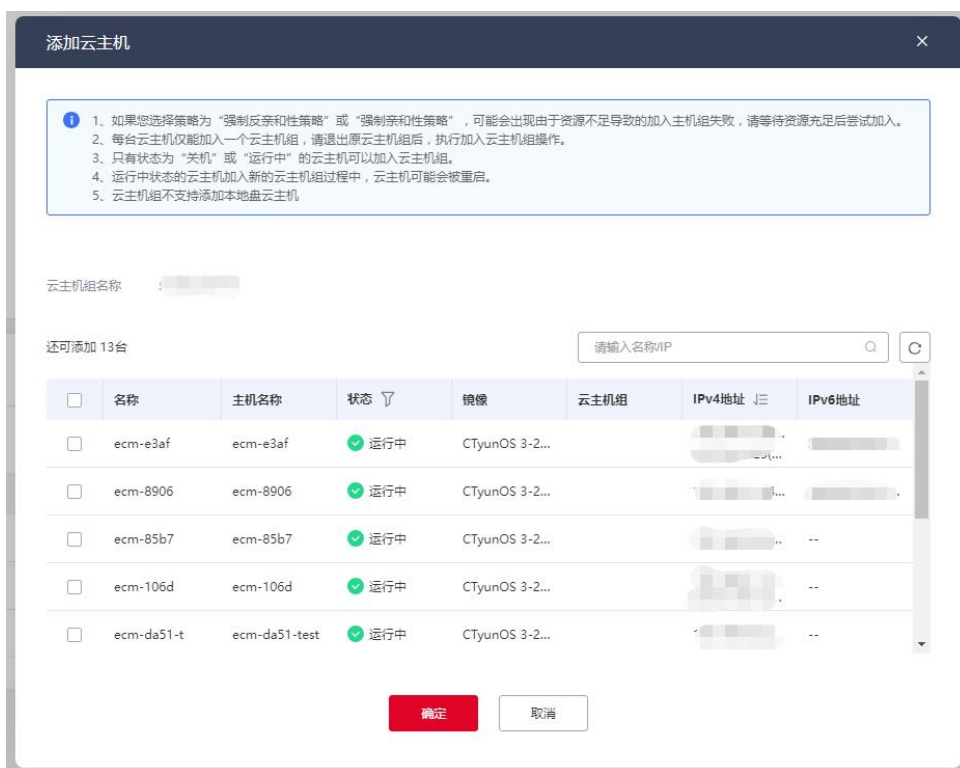 添加云主机
1、如果您选择策略为“强制反亲和性策略”或“强制亲和性策略”，可能会出现由于资源不足导致的加入主机组失败，请等待资源充足后尝试加入。
2、每台云主机仅能加入一个云主机组，请退出原云主机组后，执行加入云主机组操作。
3、只有状态为“关机”或“运行中”的云主机可以加入云主机组。
4、运行中状态的云主机加入新的云主机组过程中，云主机可能会被重启。
5、云主机组不支持添加本地盘云主机
云主机组名称
还可添加 13台 请输入名称/IP
名称 主机名称 状态 镜像 云主机组 IPv4地址 IPv6地址
ecm-e3af ecm-e3af 运行中 CTyunOS 3-2...
ecm-8906 ecm-8906 运行中 CTyunOS 3-2...
ecm-85b7 ecm-85b7 运行中 CTyunOS 3-2... --
ecm-106d ecm-106d 运行中 CTyunOS 3-2... --
ecm-da51-t ecm-da51-test 运行中 CTyunOS 3-2... --
确定 取消